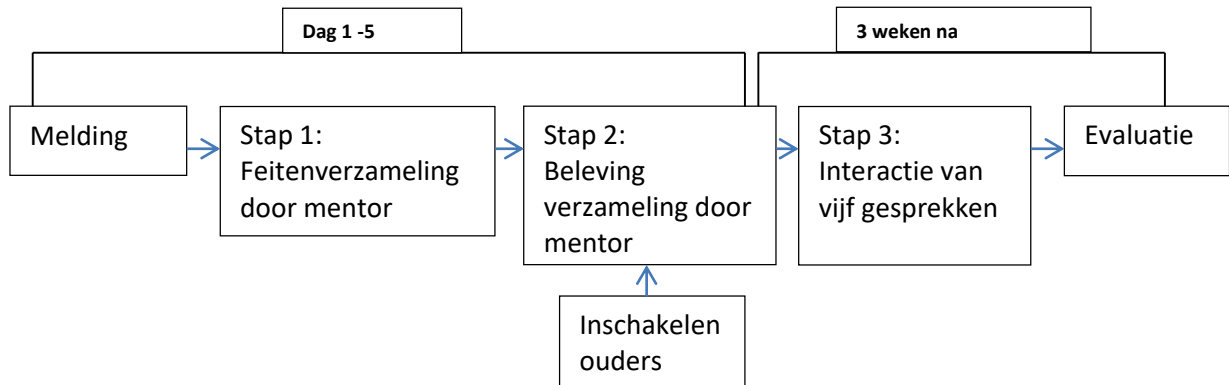 Dag 1 -5
3 weken na
Melding
Stap 1:
Feitenverzameling
door mentor
Stap 2:
Beleving
verzameling door
mentor
Stap 3:
Interactie van
vijf gesprekken
Evaluatie
Inschakelen
ouders